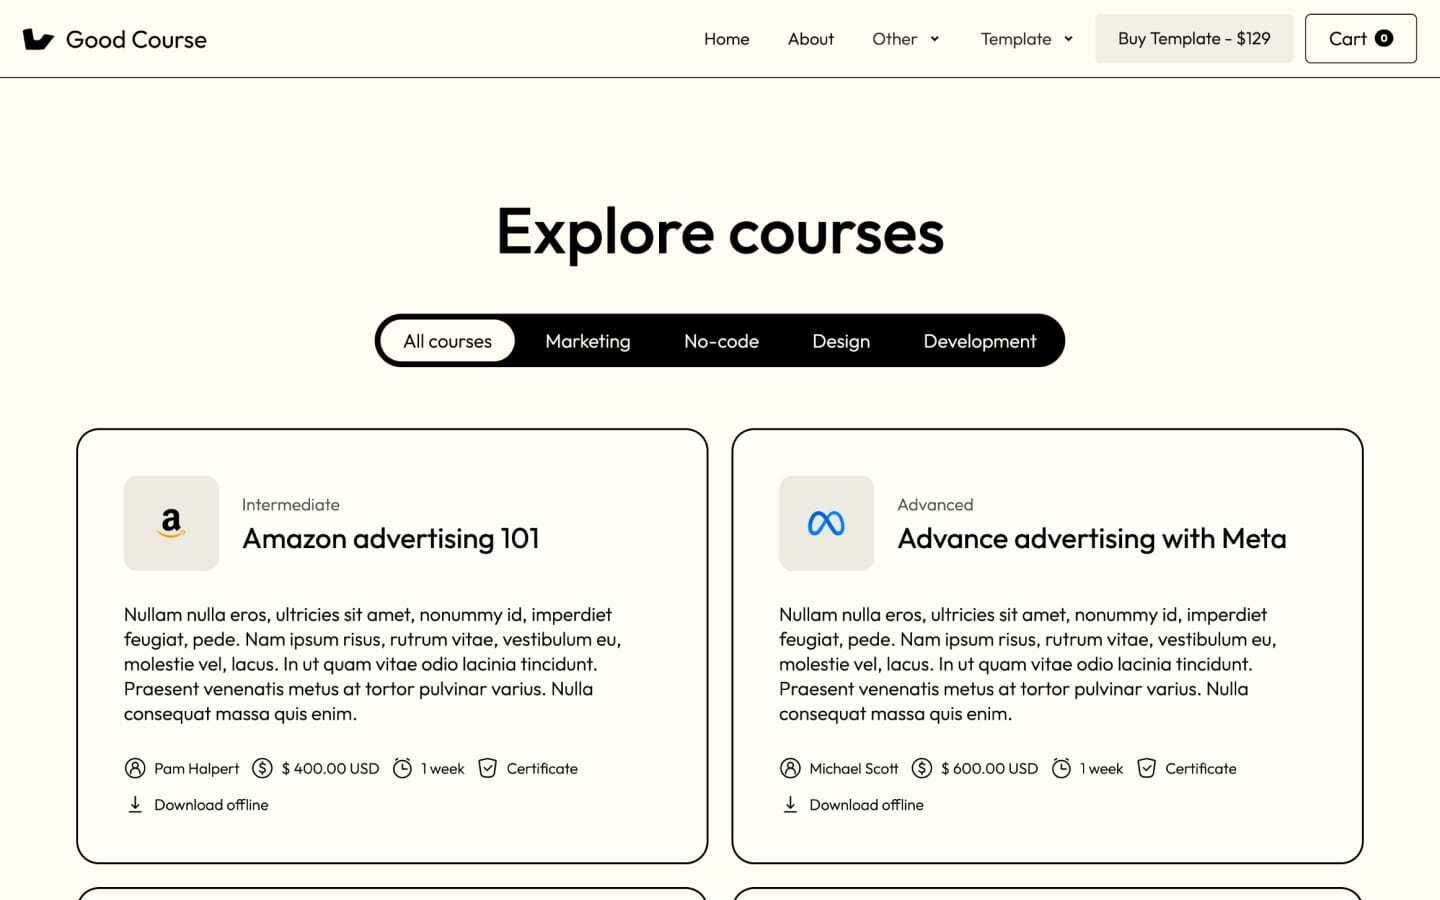 Good Course
Home
About
Other
Template
Buy Template - $129
Cart 0
Explore courses
All courses
Marketing
No-code
Design
Development
Intermediate
Amazon advertising 101
Nullam nulla eros, ultricies sit amet, nonummy id, imperdiet
feugiat, pede. Nam ipsum risus, rutrum vitae, vestibulum eu,
molestie vel, lacus. In ut quam vitae odio lacinia tincidunt.
Praesent venenatis metus at tortor pulvinar varius. Nulla
consequat massa quis enim.
Pam Halpert
$ 400.00 USD
1 week
Certificate
Download offline
Advanced
Advance advertising with Meta
Nullam nulla eros, ultricies sit amet, nonummy id, imperdiet
feugiat, pede. Nam ipsum risus, rutrum vitae, vestibulum eu,
molestie vel, lacus. In ut quam vitae odio lacinia tincidunt.
Praesent venenatis metus at tortor pulvinar varius. Nulla
consequat massa quis enim.
Michael Scott
$ 600.00 USD
1 week
Certificate
Download offline